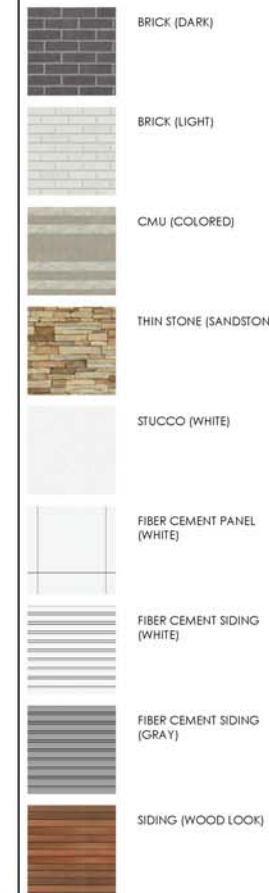 BRICK (DARK)
BRICK (LIGHT)
CMU (COLORED)
THIN STONE (SANDSTON
STUCCO (WHITE)
FIBER CEMENT PANEL
(WHITE)
FIBER CEMENT SIDING
(WHITE)
FIBER CEMENT SIDING
(GRAY)
SIDING (WOOD LOOK)